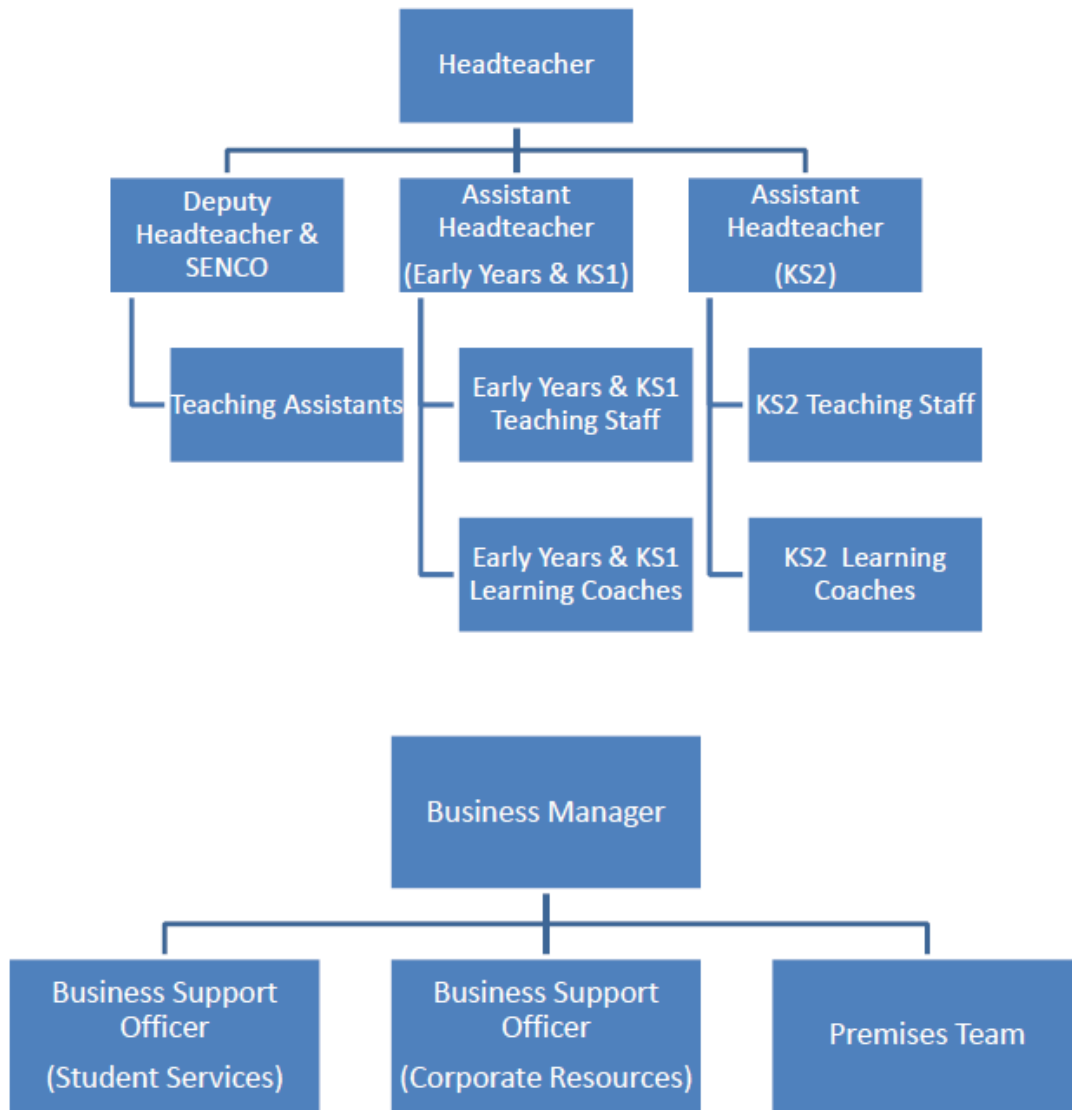 Headteacher
Deputy
Headteacher &
SENCO
Assistant
Headteacher
(Early Years & KS1)
Assistant
Headteacher
(KS2)
Teaching Assistants
Early Years & KS1
Teaching Staff
KS2 Teaching Staff
Early Years & KS1
Learning Coaches
KS2 Learning
Coaches
Business Manager
Business Support
Officer
(Student Services)
Business Support
Officer
(Corporate Resources)
Premises Team